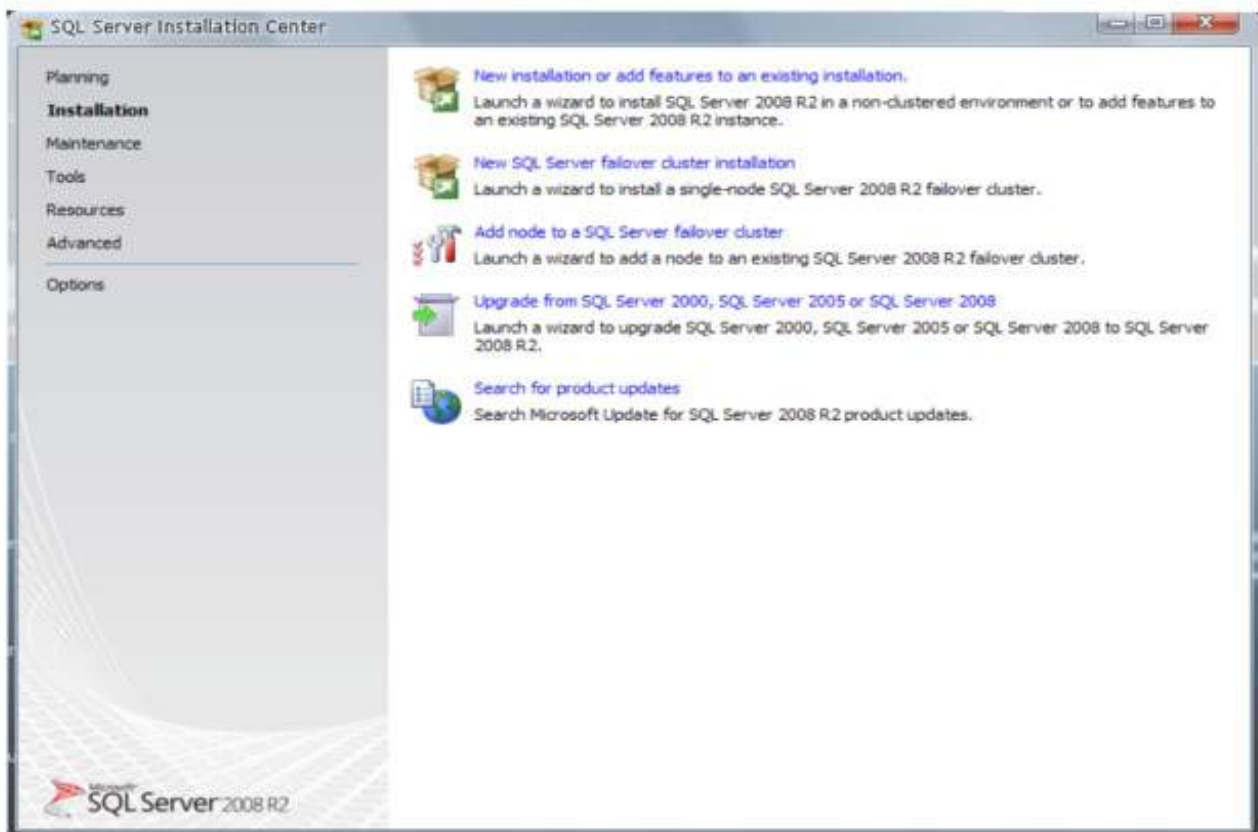 SQL Server Installation Center
Planning
Installation
Maintenance
Tools
Resources
Advanced
Options
New installation or add features to an existing installation.
Launch a wizard to install SQL Server 2008 R2 in a non-clustered environment or to add features to
an existing SQL Server 2008 R2 instance.
New SQL Server failover cluster installation
Launch a wizard to install a single-node SQL Server 2008 R2 failover cluster.
Add node to a SQL Server failover cluster
Launch a wizard to add a node to an existing SQL Server 2008 R2 failover cluster.
Upgrade from SQL Server 2000, SQL Server 2005 or SQL Server 2008
Launch a wizard to upgrade SQL Server 2000, SQL Server 2005 or SQL Server 2008 to SQL Server
2008 R2.
Search for product updates
Search Microsoft Update for SQL Server 2008 R2 product updates.
Microsoft
SQL Server 2008 R2